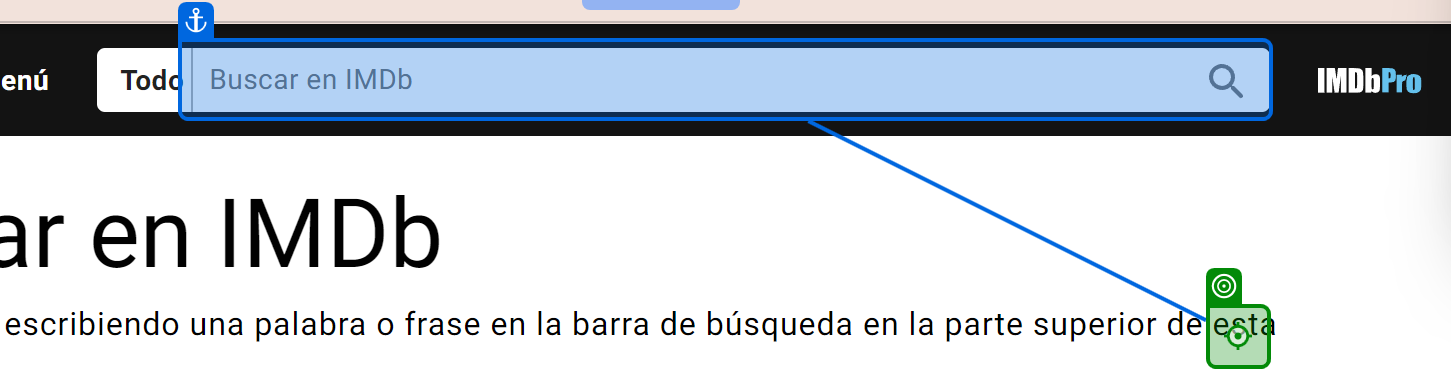 enú
Todo
Buscar en IMDb
IMDbPro
ar en IMDb
escribiendo una palabra o frase en la barra de búsqueda en la parte superior de esta